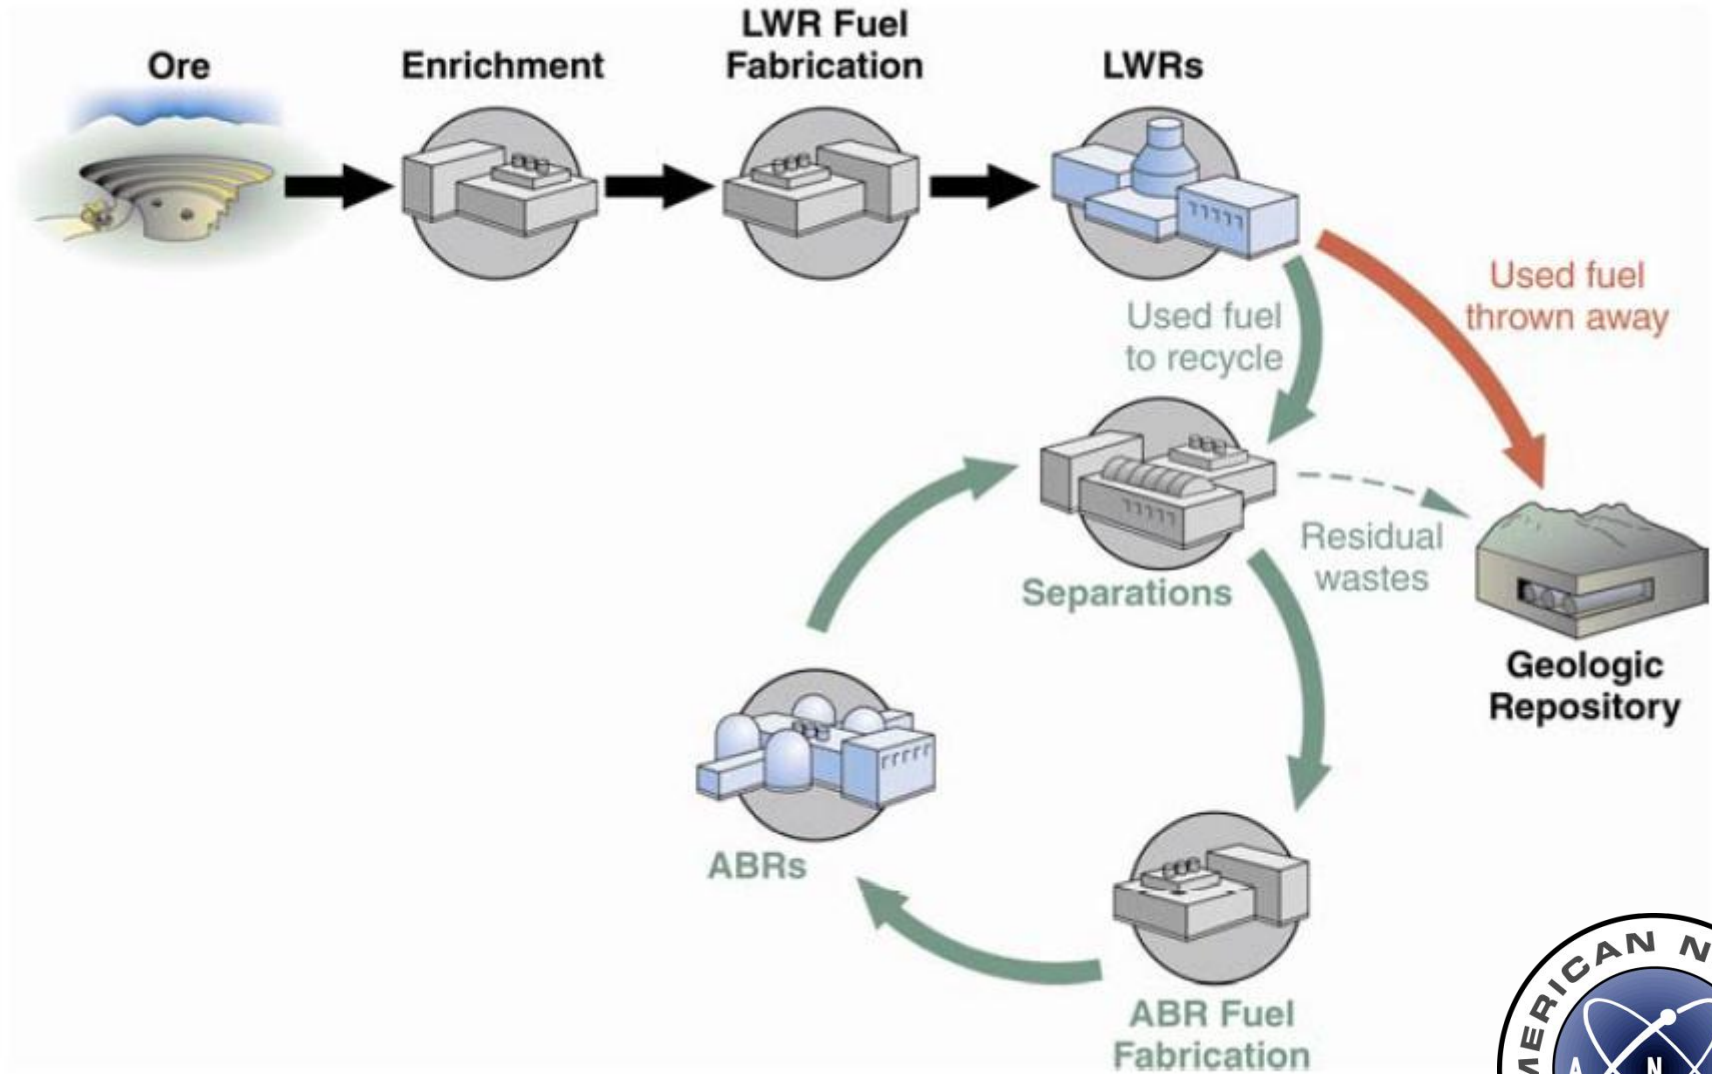 Ore
Enrichment
LWR Fuel
Fabrication
LWRs
Used fuel
thrown away
Used fuel
to recycle
Residual
wastes
Separations
Geologic
Repository
ABRs
ABR Fuel
Fabrication
AMERICAN N
A N